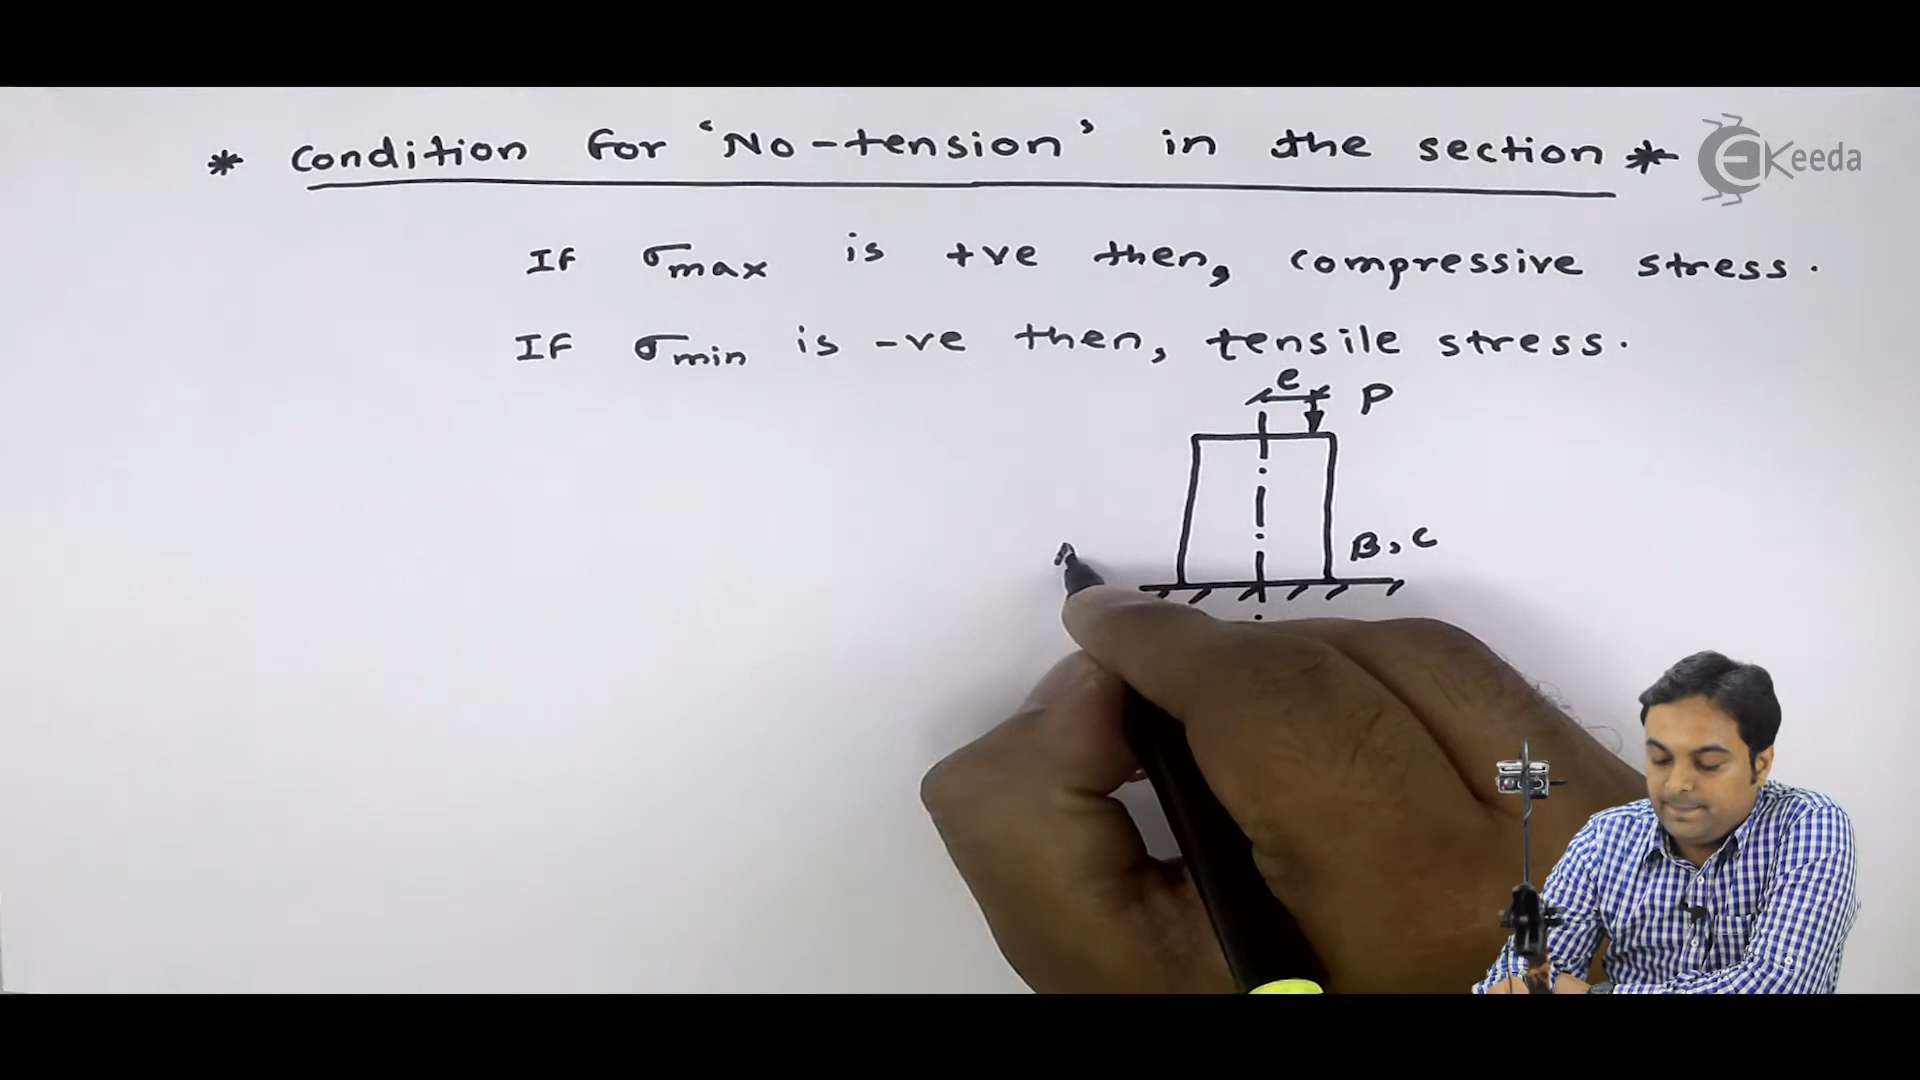 * Condition for 'No-tension' in the section *
Ekeeda
If σmax is +ve then, compressive stress.
If σmin is -ve then, tensile stress.
e
P
B, C